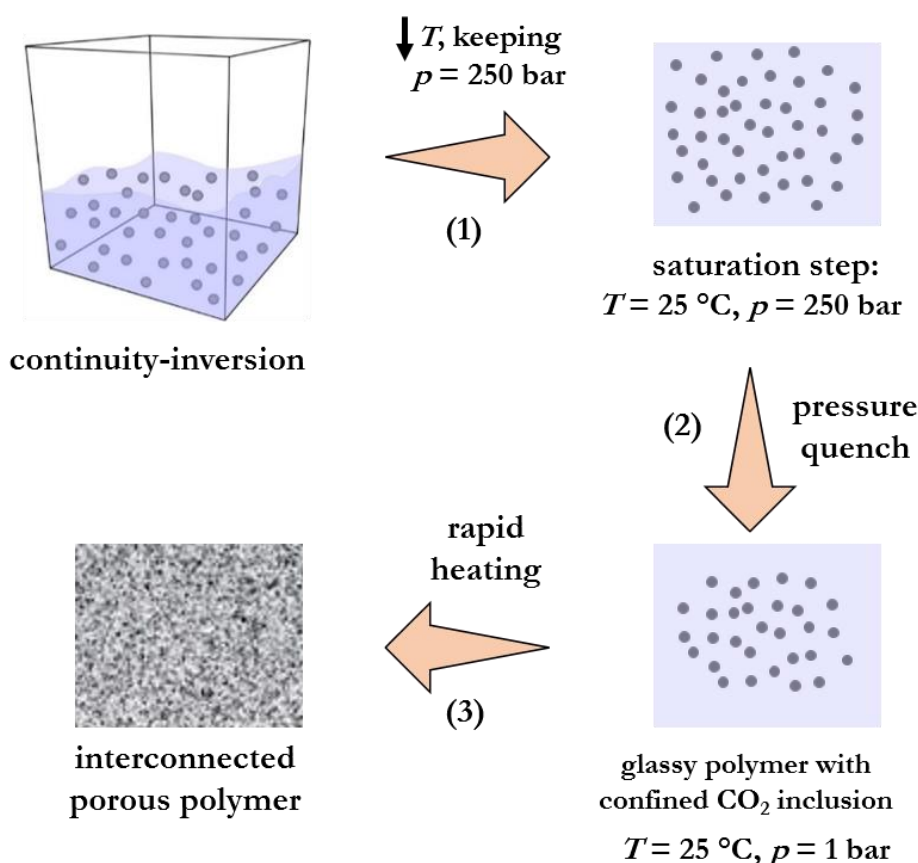 ↓ T, keeping
p = 250 bar
(1)
continuity-inversion
saturation step:
T = 25 °C, p = 250 bar
(2)
pressure
quench
rapid
heating
(3)
interconnected
porous polymer
glassy polymer with
confined CO₂ inclusion
T = 25 °C, p = 1 bar